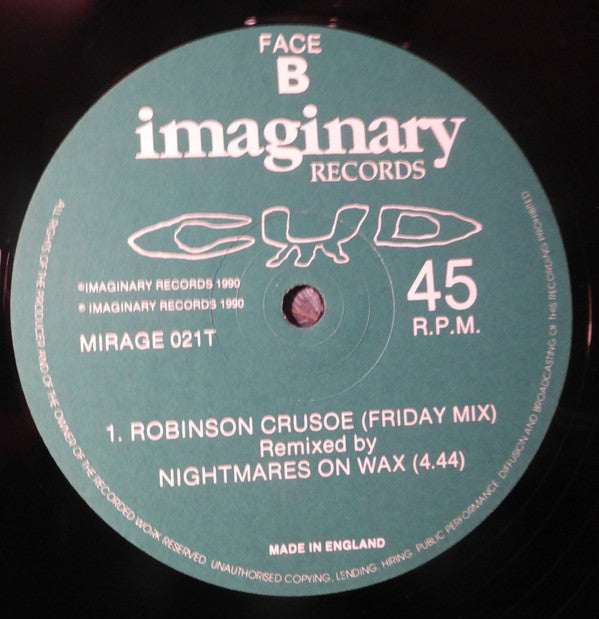 FACE
B
imaginary
RECORDS
CUD
©IMAGINARY RECORDS 1990
℗ IMAGINARY RECORDS 1990
MIRAGE 021T
45
R.P.M.
1. ROBINSON CRUSOE (FRIDAY MIX)
Remixed by
NIGHTMARES ON WAX (4.44)
MADE IN ENGLAND
ALL RIGHTS OF THE PRODUCER AND OF THE OWNER OF THE RECORDED WORK RESERVED. UNAUTHORISED COPYING, LENDING, HIRING, PUBLIC PERFORMANCE, DIFFUSION AND BROADCASTING OF THIS RECORDING PROHIBITED